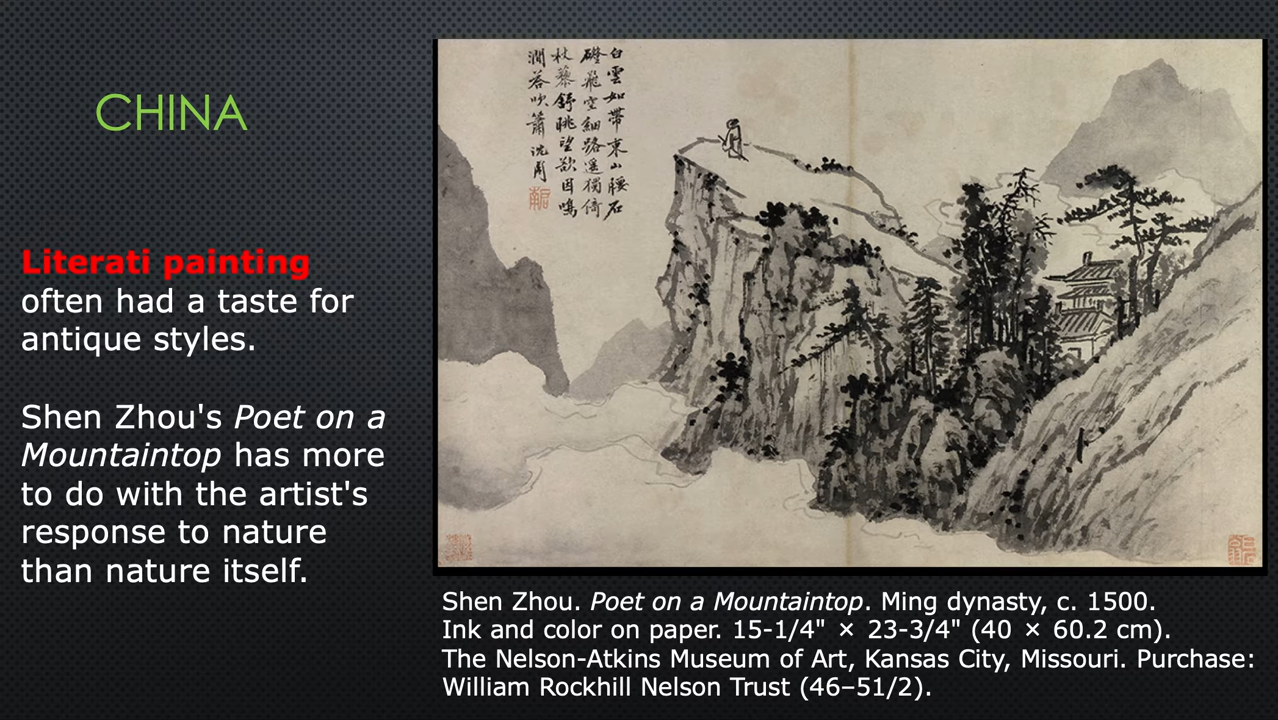 CHINA
Literati painting
often had a taste for
antique styles.
Shen Zhou's Poet on a
Mountaintop has more
to do with the artist's
response to nature
than nature itself.
白雲如帶束山腰石
磴飛空細路遙獨倚
杖藜舒眺望欲因鳴
澗荅吹簫沈周
Shen Zhou. Poet on a Mountaintop. Ming dynasty, c. 1500.
Ink and color on paper. 15-1/4" × 23-3/4" (40 × 60.2 cm).
The Nelson-Atkins Museum of Art, Kansas City, Missouri. Purchase:
William Rockhill Nelson Trust (46–51/2).